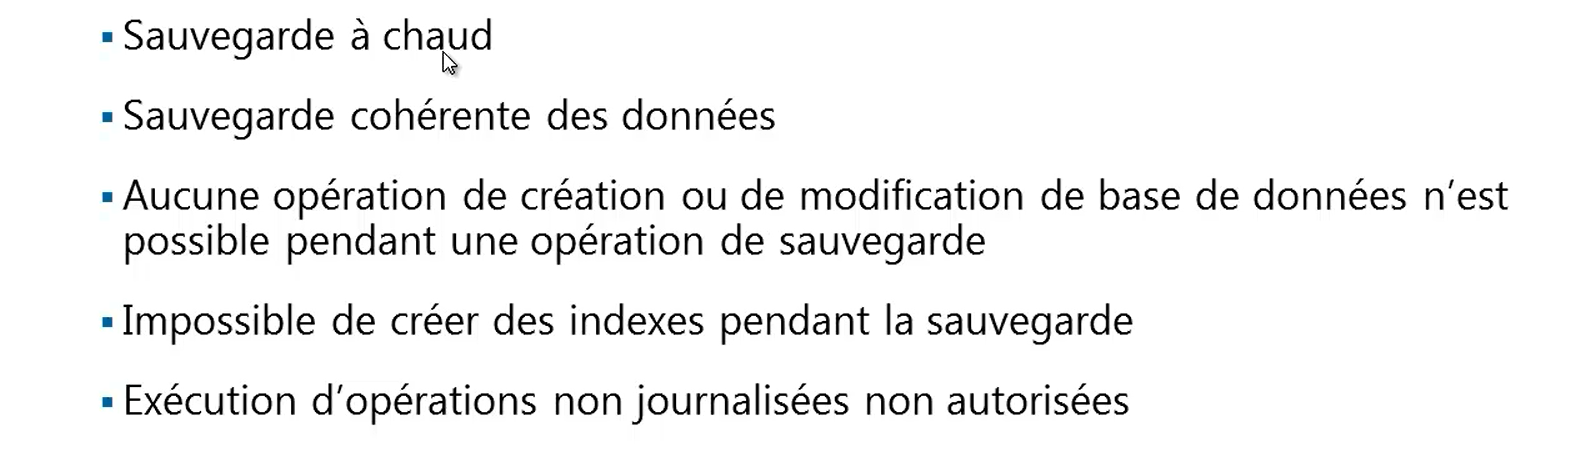 ▪ Sauvegarde à chaud
▪ Sauvegarde cohérente des données
▪ Aucune opération de création ou de modification de base de données n’est
possible pendant une opération de sauvegarde
▪ Impossible de créer des indexes pendant la sauvegarde
▪ Exécution d’opérations non journalisées non autorisées